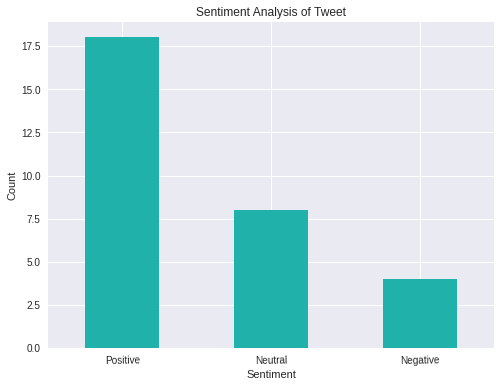 Sentiment Analysis of Tweet
17.5
15.0
12.5
10.0
7.5
5.0
2.5
0.0
Count
Positive
Neutral
Negative
Sentiment